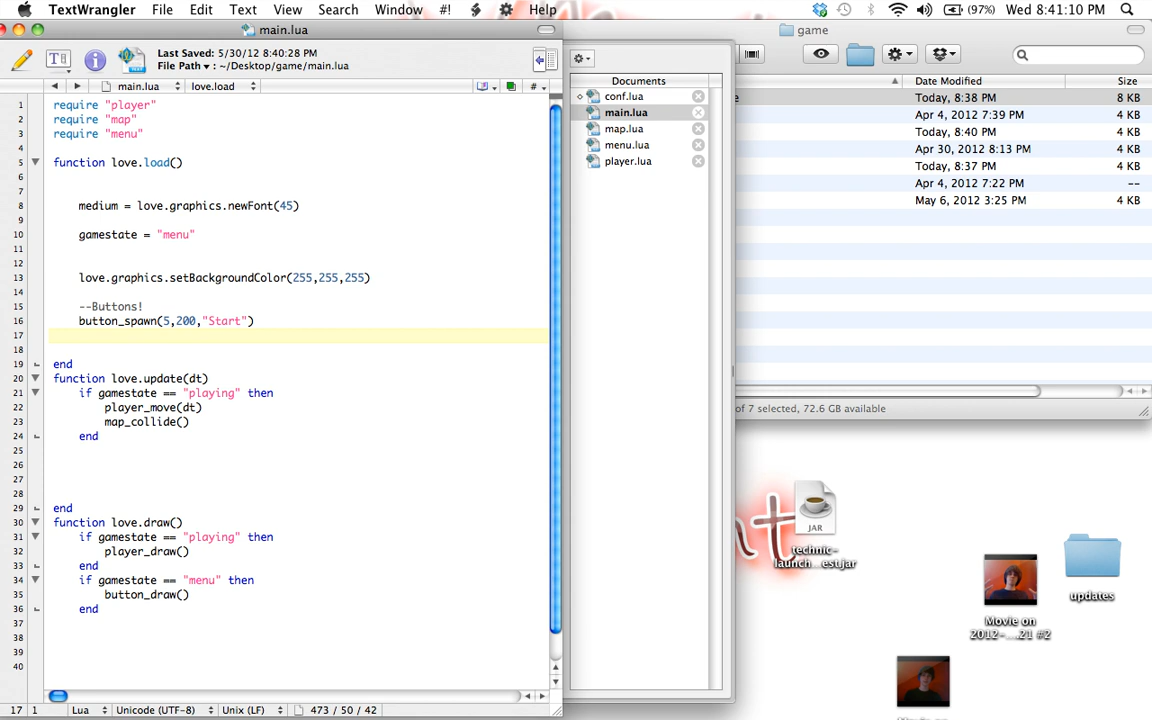 TextWrangler File Edit Text View Search Window #! Help (97%) Wed 8:41:10 PM
main.lua
Last Saved: 5/30/12 8:40:28 PM
File Path ▾ : ~/Desktop/game/main.lua
main.lua love.load #
1 require "player"
2 require "map"
3 require "menu"
4
5 function love.load()
6
7
8 medium = love.graphics.newFont(45)
9
10 gamestate = "menu"
11
12
13 love.graphics.setBackgroundColor(255,255,255)
14
15 --Buttons!
16 button_spawn(5,200,"Start")
17
18
19 end
20 function love.update(dt)
21 if gamestate == "playing" then
22 player_move(dt)
23 map_collide()
24 end
25
26
27
28
29 end
30 function love.draw()
31 if gamestate == "playing" then
32 player_draw()
33 end
34 if gamestate == "menu" then
35 button_draw()
36 end
37
38
39
40
17 1 Lua Unicode (UTF-8) Unix (LF) 473 / 50 / 42
Documents
conf.lua
main.lua
map.lua
menu.lua
player.lua
game
Date Modified Size
e Today, 8:38 PM 8 KB
Apr 4, 2012 7:39 PM 4 KB
Today, 8:40 PM 4 KB
Apr 30, 2012 8:13 PM 4 KB
Today, 8:37 PM 4 KB
Apr 4, 2012 7:22 PM --
May 6, 2012 3:25 PM 4 KB
of 7 selected, 72.6 GB available
nt
JAR
technic-
launch...est.jar
updates
Movie on
2012-....21 #2